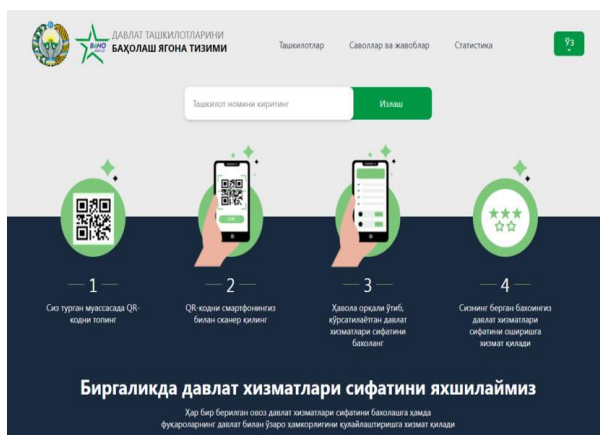 ДАВЛАТ ТАШКИЛОТЛАРИНИ
БАҲОЛАШ ЯГОНА ТИЗИМИ
Ташкилотлар
Саволлар ва жавоблар
Статистика
Ўз
Ташкилот номини киритинг
Излаш
1
Сиз турган муассасада QR-
кодни топинг
2
QR-кодни смартфонингиз
билан сканер қилинг
3
Ҳавола орқали ўтиб,
кўрсатилаётган давлат
хизматлари сифатини
баҳоланг
4
Сизнинг берган баҳоингиз
давлат хизматлари
сифатини оширишга
хизмат қилади
Биргаликда давлат хизматлари сифатини яхшилаймиз
Ҳар бир берилган овоз давлат хизматлари сифатини баҳолашга ҳамда
фуқароларнинг давлат билан ўзаро ҳамкорлигини қулайлаштиришга хизмат қилади